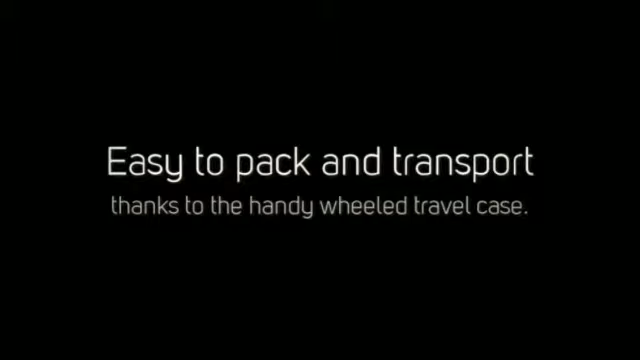 Easy to pack and transport
thanks to the handy wheeled travel case.